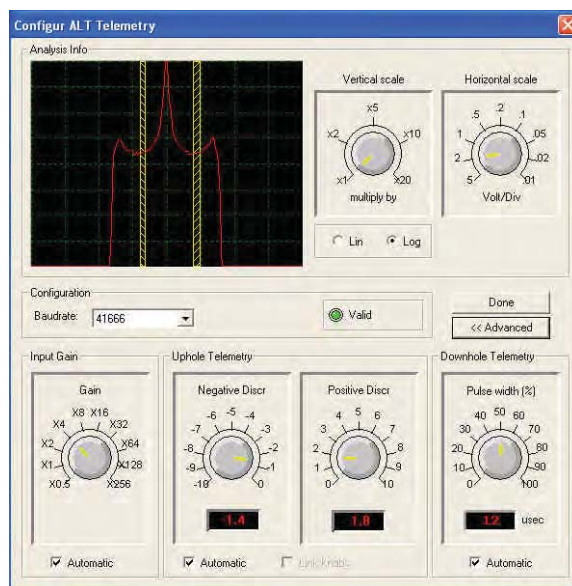 Configur ALT Telemetry
Analysis Info
Vertical scale
x1
x2
x5
x10
x20
multiply by
Lin
Log
Horizontal scale
5
2
1
.5
.2
.1
.05
.02
.01
Volt/Div
Configuration
Baudrate:
41666
Valid
Done
<< Advanced
Input Gain
Gain
X0.5
X1
X2
X4
X8
X16
X32
X64
X128
X256
Automatic
Uphole Telemetry
Negative Discr
-10
-9
-8
-7
-6
-5
-4
-3
-2
-1
0
-1.4
Automatic
Positive Discr
0
1
2
3
4
5
6
7
8
9
10
1.8
Link knobs
Downhole Telemetry
Pulse width (%)
0
10
20
30
40
50
60
70
80
90
100
12
usec
Automatic